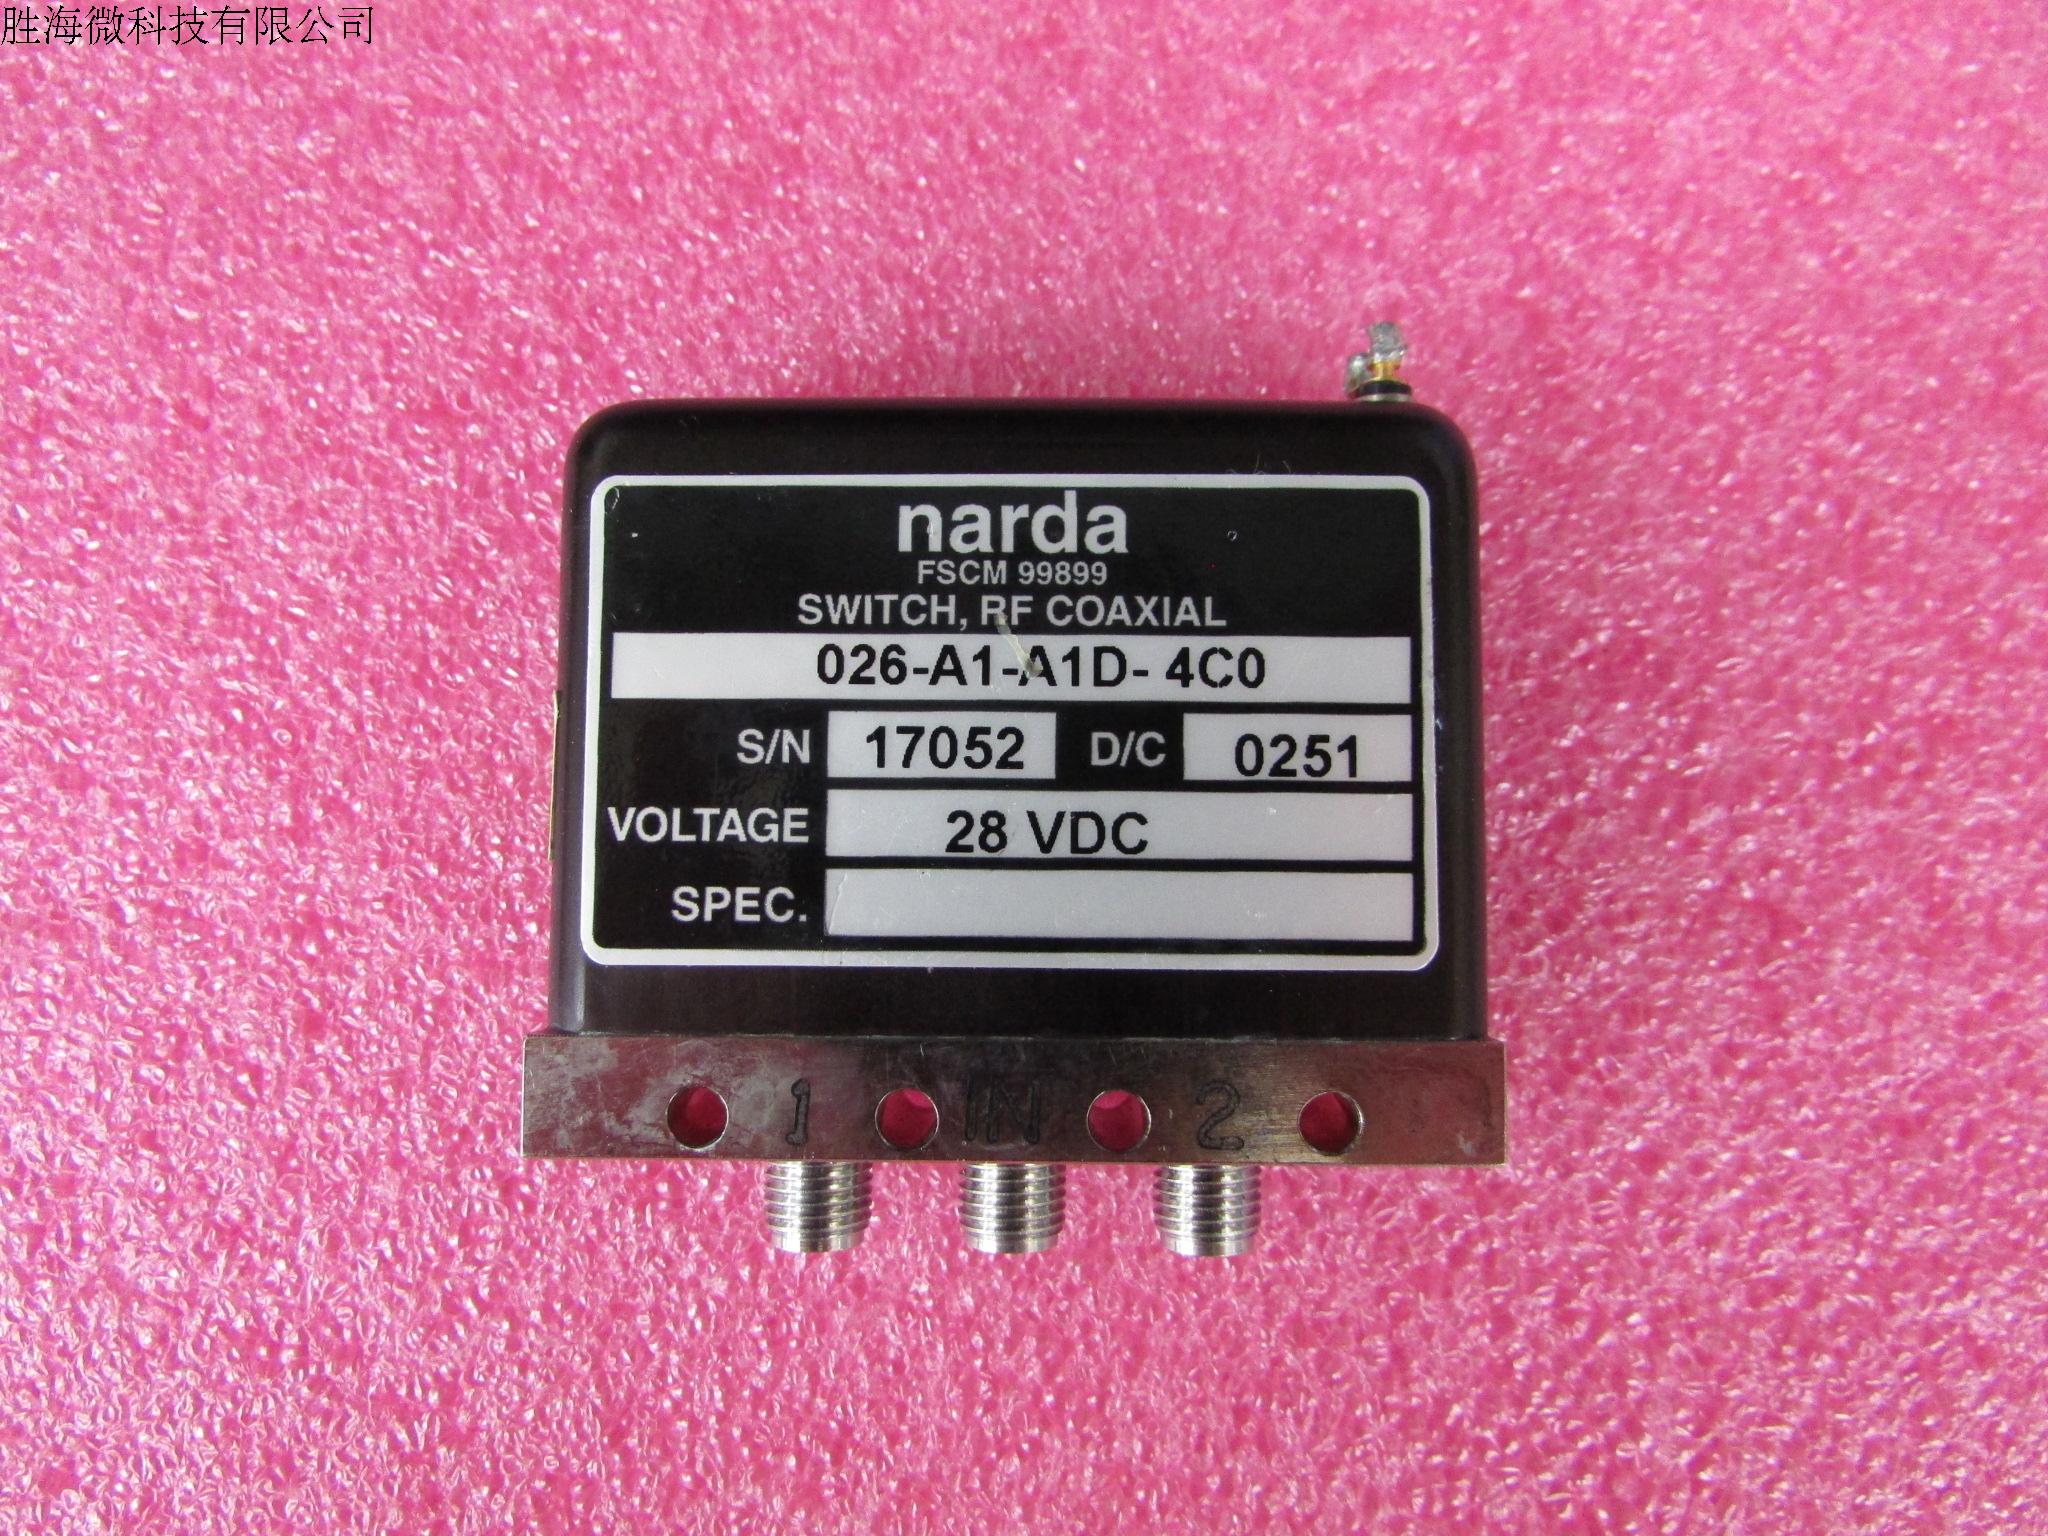 胜海微科技有限公司
narda
FSCM 99899
SWITCH, RF COAXIAL
026-A1-A1D- 4C0
S/N 17052 D/C 0251
VOLTAGE 28 VDC
SPEC.
1 IN 2